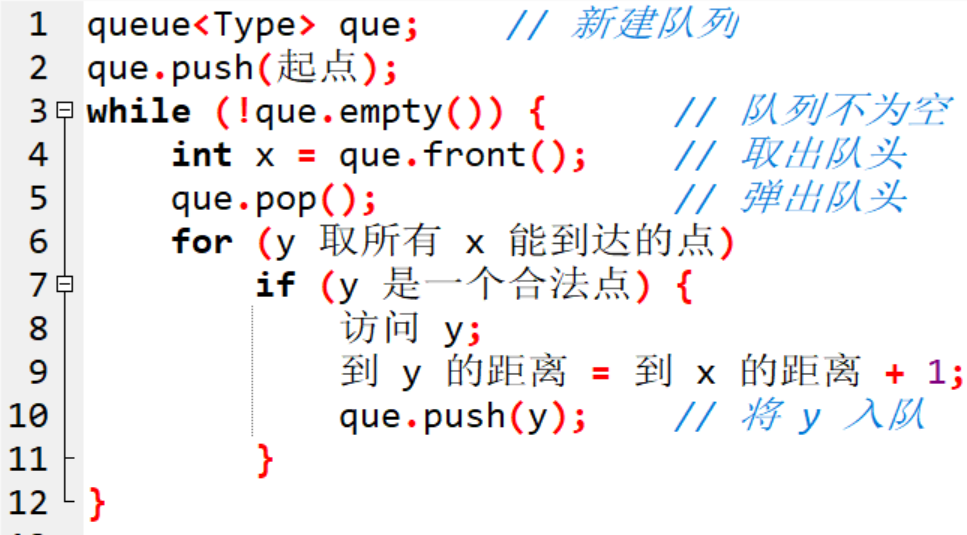 1 queue<Type> que; // 新建队列
2 que.push(起点);
3 while (!que.empty()) { // 队列不为空
4 int x = que.front(); // 取出队头
5 que.pop(); // 弹出队头
6 for (y 取所有 x 能到达的点)
7 if (y 是一个合法点) {
8 访问 y;
9 到 y 的距离 = 到 x 的距离 + 1;
10 que.push(y); // 将 y 入队
11 }
12 }